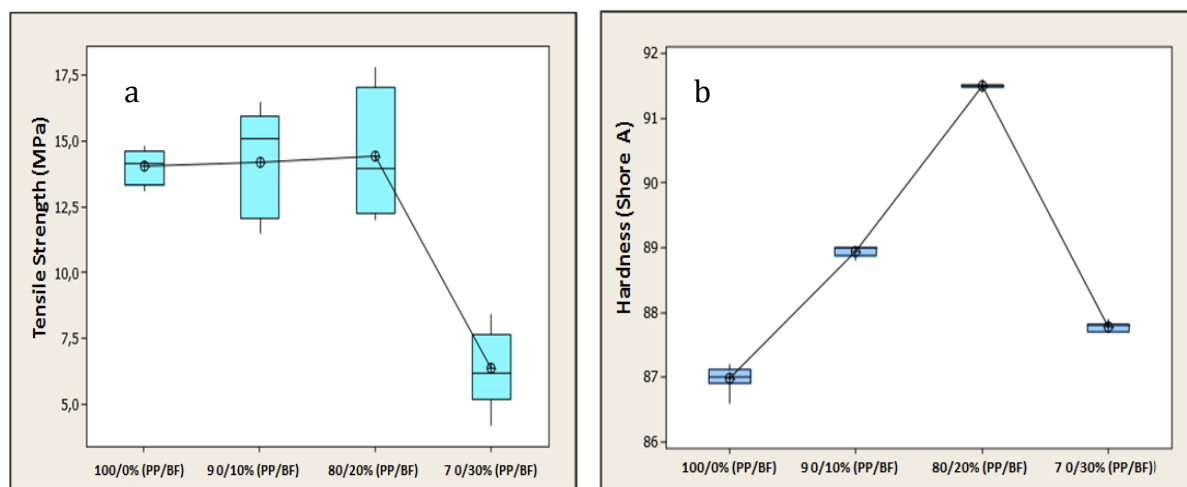 a
Tensile Strength (MPa)
17,5
15,0
12,5
10,0
7,5
5,0
100/0% (PP/BF) 9 0/10% (PP/BF) 80/20% (PP/BF) 7 0/30% (PP/BF)
b
Hardness (Shore A)
92
91
90
89
88
87
86
100/0% (PP/BF) 9 0/10% (PP/BF) 80/20% (PP/BF) 7 0/30% (PP/BF))